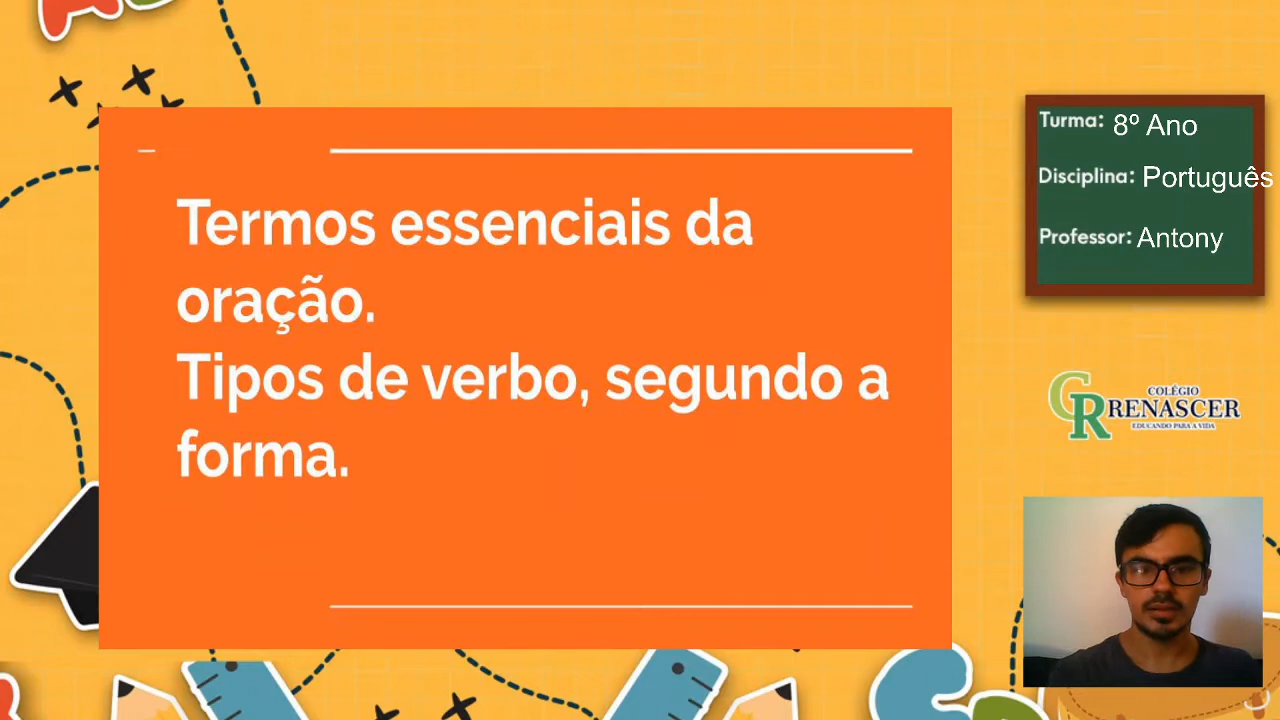 Termos essenciais da
oração.
Tipos de verbo, segundo a
forma.
Turma: 8º Ano
Disciplina: Português
Professor: Antony
CR
COLÉGIO
RENASCER
EDUCANDO PARA A VIDA